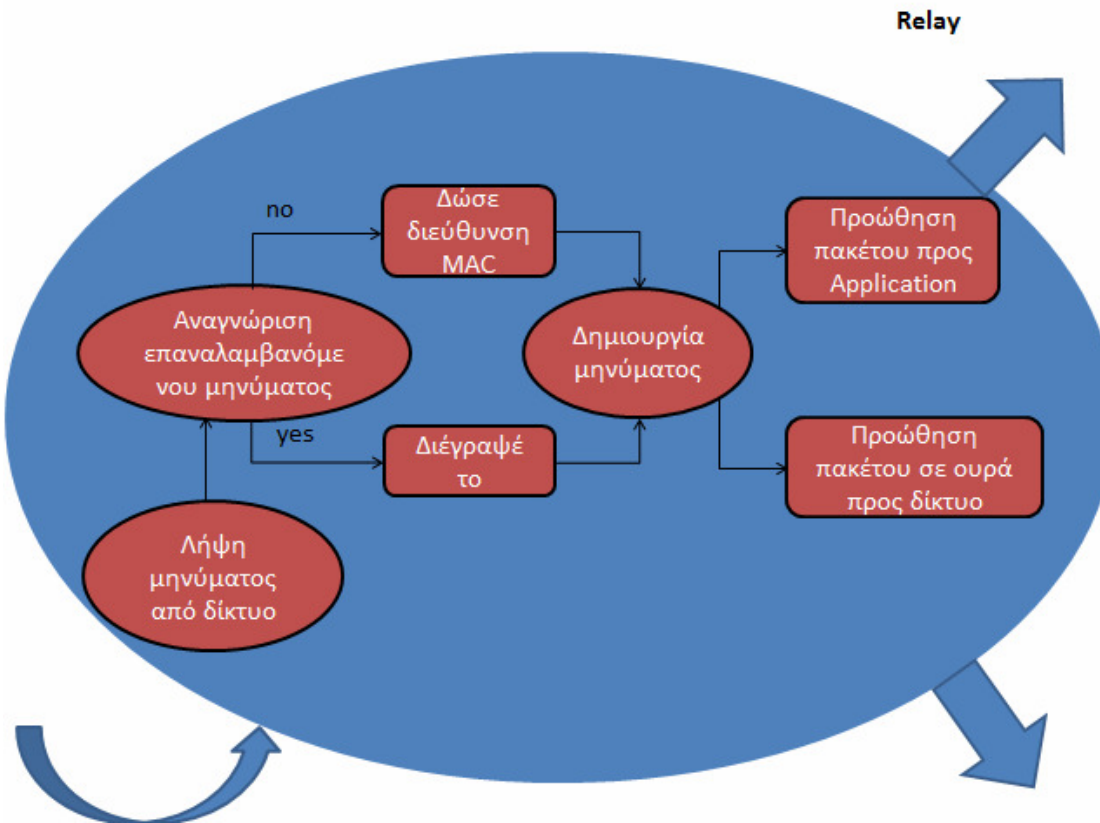 Relay
no
Δώσε
διεύθυνση
MAC
Προώθηση
πακέτου προς
Application
Αναγνώριση
επαναλαμβανόμε
νου μηνύματος
Δημιουργία
μηνύματος
yes
Διέγραψέ
το
Προώθηση
πακέτου σε ουρά
προς δίκτυο
Λήψη
μηνύματος
από δίκτυο